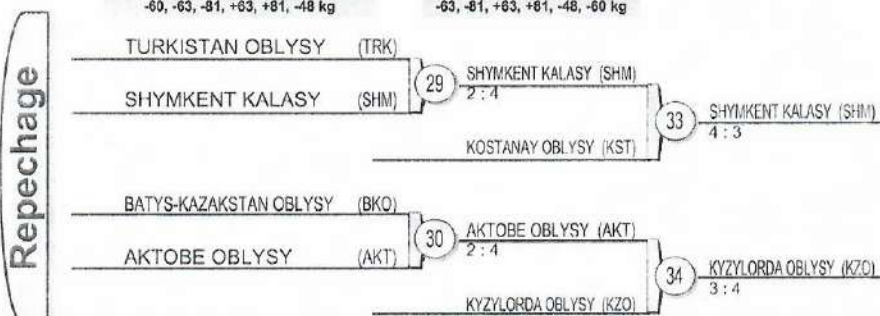 -60, -63, -81, +63, +81, -48 kg
-63, -81, +63, +81, -48, -60 kg
Repechage
TURKISTAN OBLYSY (TRK)
SHYMKENT KALASY (SHM)
29
SHYMKENT KALASY (SHM)
2 : 4
KOSTANAY OBLYSY (KST)
33
SHYMKENT KALASY (SHM)
4 : 3
BATYS-KAZAKSTAN OBLYSY (BKO)
AKTOBE OBLYSY (AKT)
30
AKTOBE OBLYSY (AKT)
2 : 4
KYZYLORDA OBLYSY (KZO)
34
KYZYLORDA OBLYSY (KZO)
3 : 4